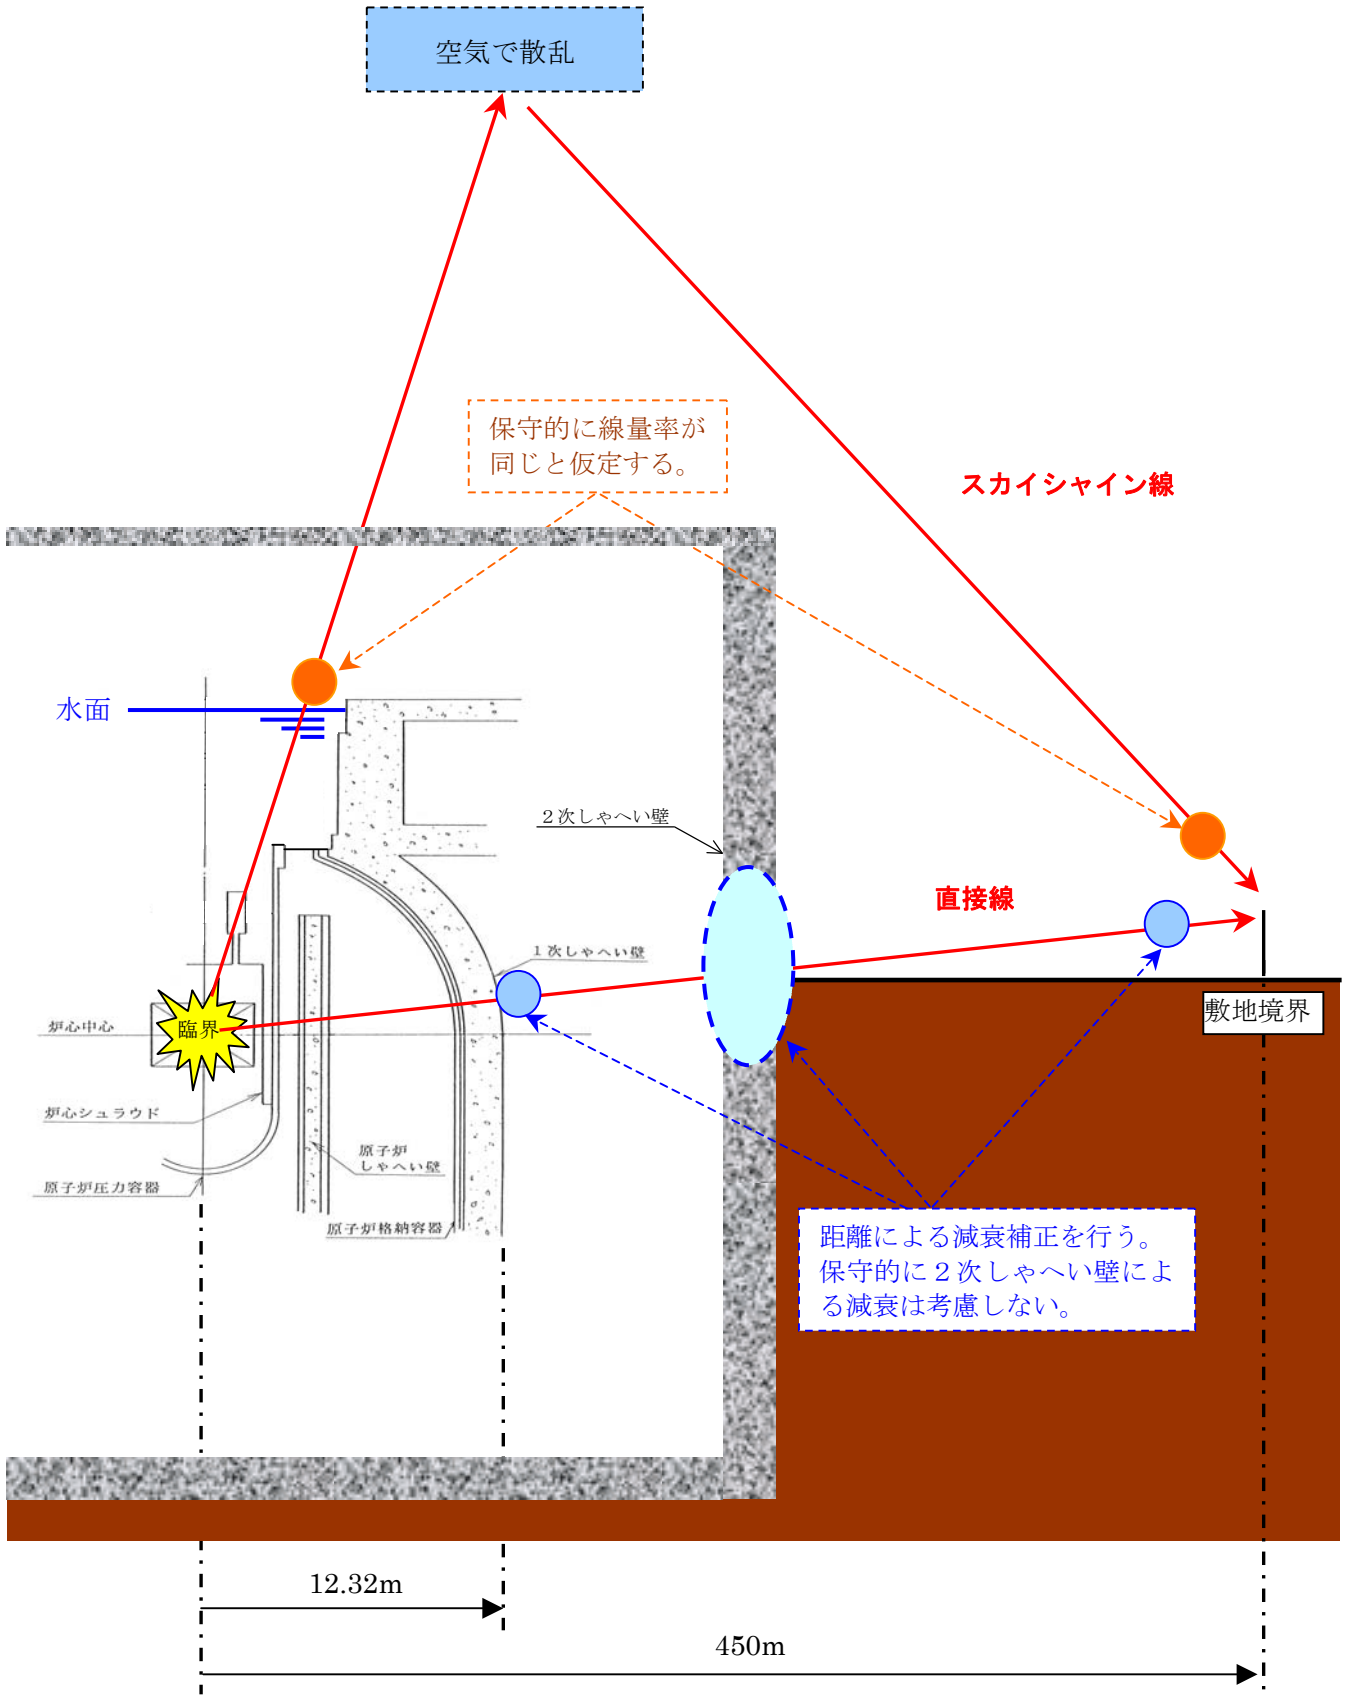 空気で散乱
保守的に線量率が
同じと仮定する。
スカイシャイン線
水面
２次しゃへい壁
直接線
１次しゃへい壁
敷地境界
炉心中心
臨界
炉心シュラウド
原子炉
しゃへい壁
原子炉圧力容器
原子炉格納容器
距離による減衰補正を行う。
保守的に２次しゃへい壁によ
る減衰は考慮しない。
12.32m
450m